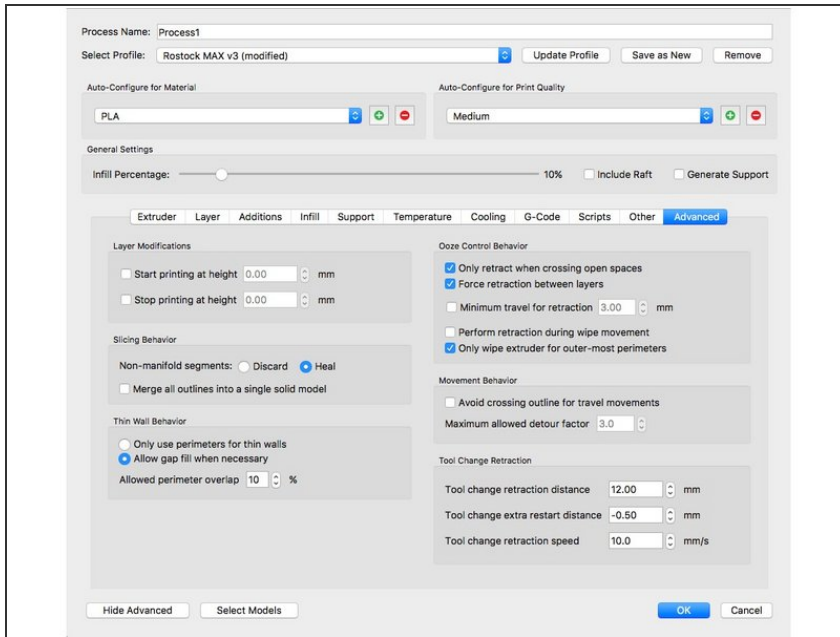 Process Name: Process1
Select Profile: Rostock MAX v3 (modified) Update Profile Save as New Remove
Auto-Configure for Material Auto-Configure for Print Quality
PLA Medium
General Settings
Infill Percentage: 10% Include Raft Generate Support
Extruder Layer Additions Infill Support Temperature Cooling G-Code Scripts Other Advanced
Layer Modifications
Start printing at height 0.00 mm
Stop printing at height 0.00 mm
Slicing Behavior
Non-manifold segments: Discard Heal
Merge all outlines into a single solid model
Thin Wall Behavior
Only use perimeters for thin walls
Allow gap fill when necessary
Allowed perimeter overlap 10 %
Ooze Control Behavior
Only retract when crossing open spaces
Force retraction between layers
Minimum travel for retraction 3.00 mm
Perform retraction during wipe movement
Only wipe extruder for outer-most perimeters
Movement Behavior
Avoid crossing outline for travel movements
Maximum allowed detour factor 3.0
Tool Change Retraction
Tool change retraction distance 12.00 mm
Tool change extra restart distance -0.50 mm
Tool change retraction speed 10.0 mm/s
Hide Advanced Select Models OK Cancel